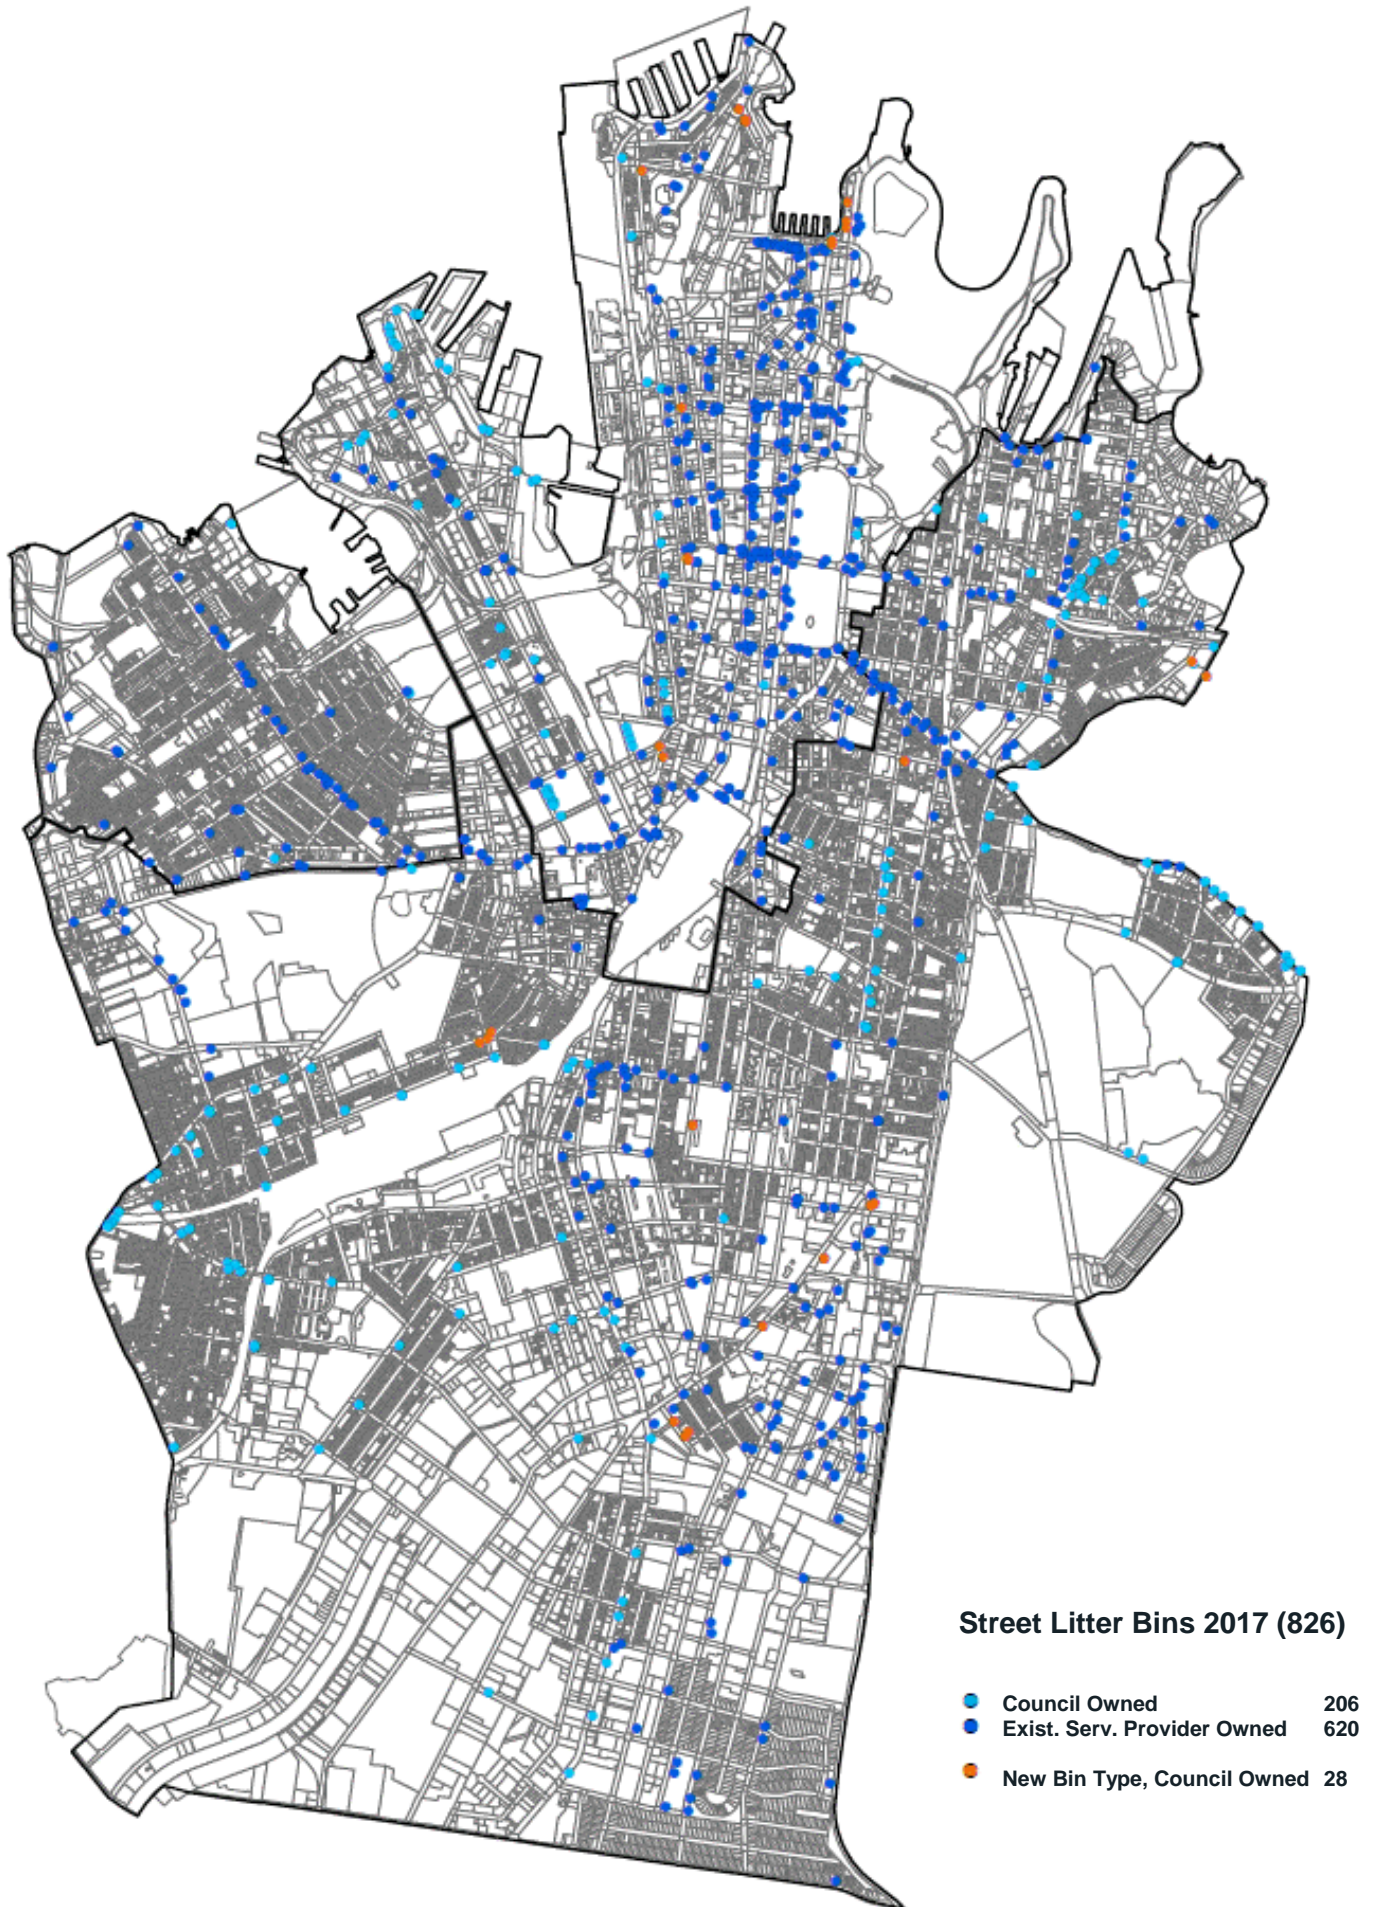 Street Litter Bins 2017 (826)
Council Owned 206
Exist. Serv. Provider Owned 620
New Bin Type, Council Owned 28